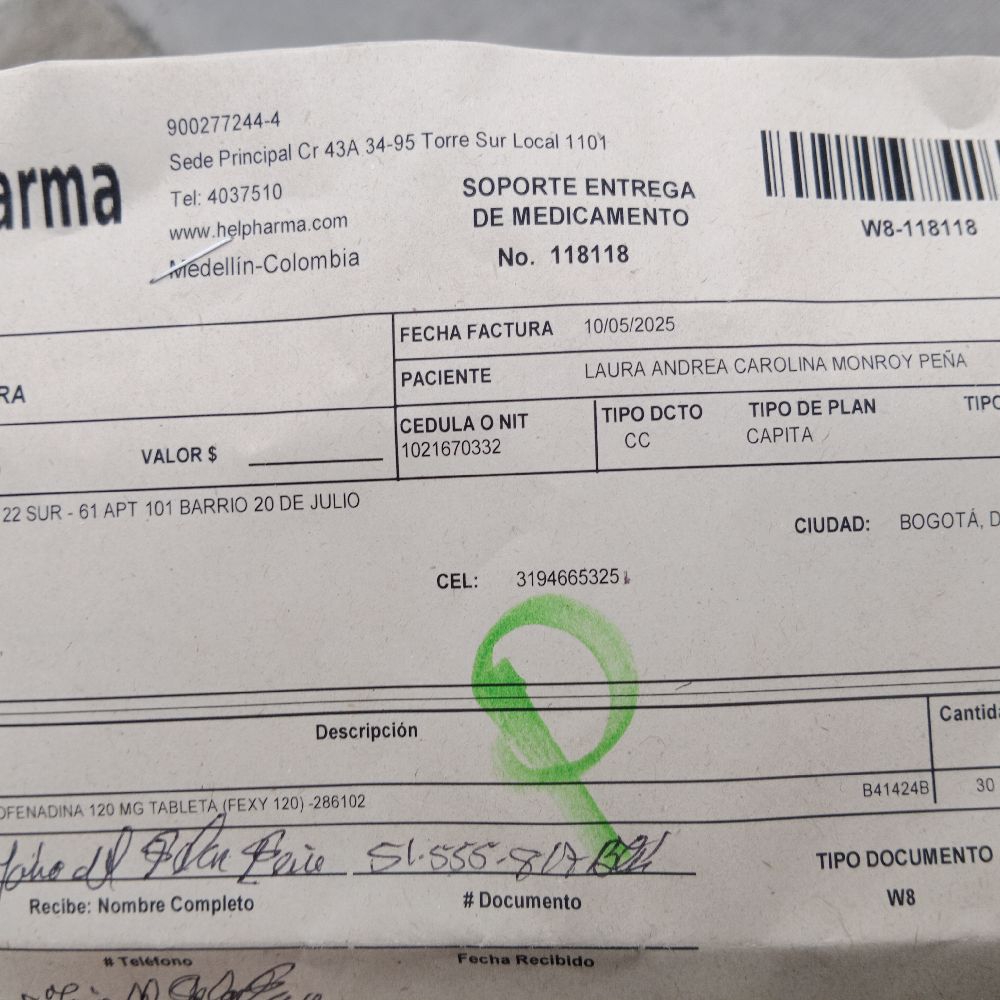 arma
900277244-4
Sede Principal Cr 43A 34-95 Torre Sur Local 1101
Tel: 4037510
www.helpharma.com
Medellín-Colombia
SOPORTE ENTREGA
DE MEDICAMENTO
No. 118118
W8-118118
FECHA FACTURA 10/05/2025
RA
PACIENTE LAURA ANDREA CAROLINA MONROY PEÑA
CEDULA O NIT TIPO DCTO TIPO DE PLAN TIPO
1021670332 CC CAPITA
VALOR $
22 SUR - 61 APT 101 BARRIO 20 DE JULIO
CIUDAD: BOGOTÁ, D
CEL: 3194665325
Descripción Cantida
OFENADINA 120 MG TABLETA (FEXY 120) -286102 B41424B 30
51.555-817
Recibe: Nombre Completo # Documento
TIPO DOCUMENTO
W8
# Teléfono Fecha Recibido